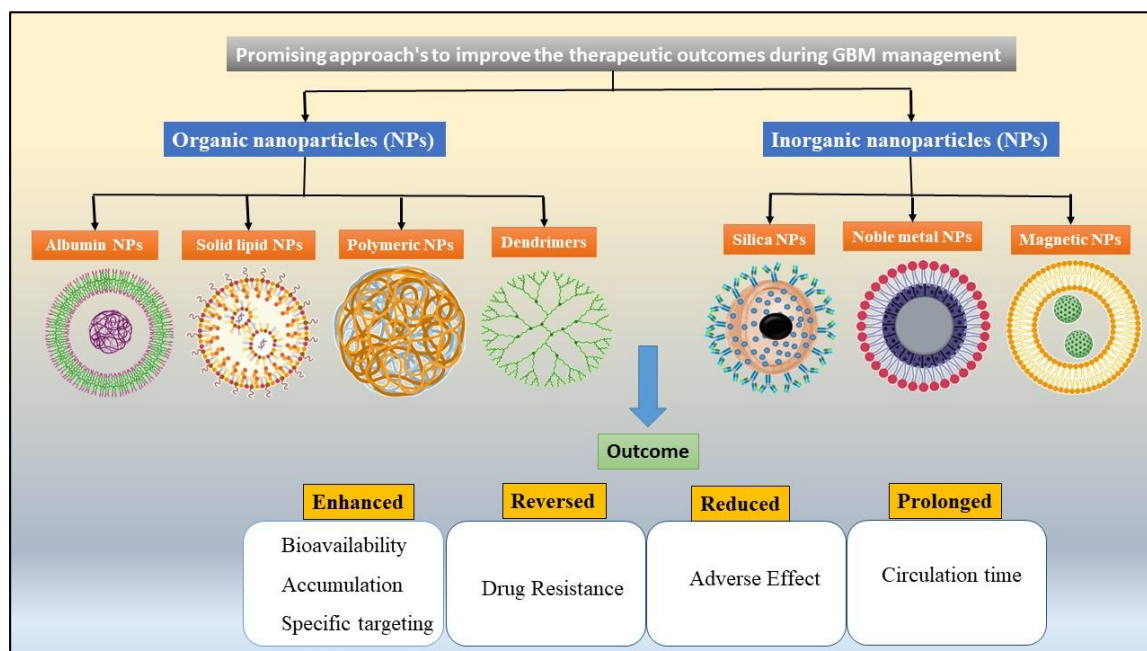 Promising approach's to improve the therapeutic outcomes during GBM management
Organic nanoparticles (NPs)
Inorganic nanoparticles (NPs)
Albumin NPs
Solid lipid NPs
Polymeric NPs
Dendrimers
Silica NPs
Noble metal NPs
Magnetic NPs
Outcome
Enhanced
Reversed
Reduced
Prolonged
Bioavailability
Accumulation
Specific targeting
Drug Resistance
Adverse Effect
Circulation time